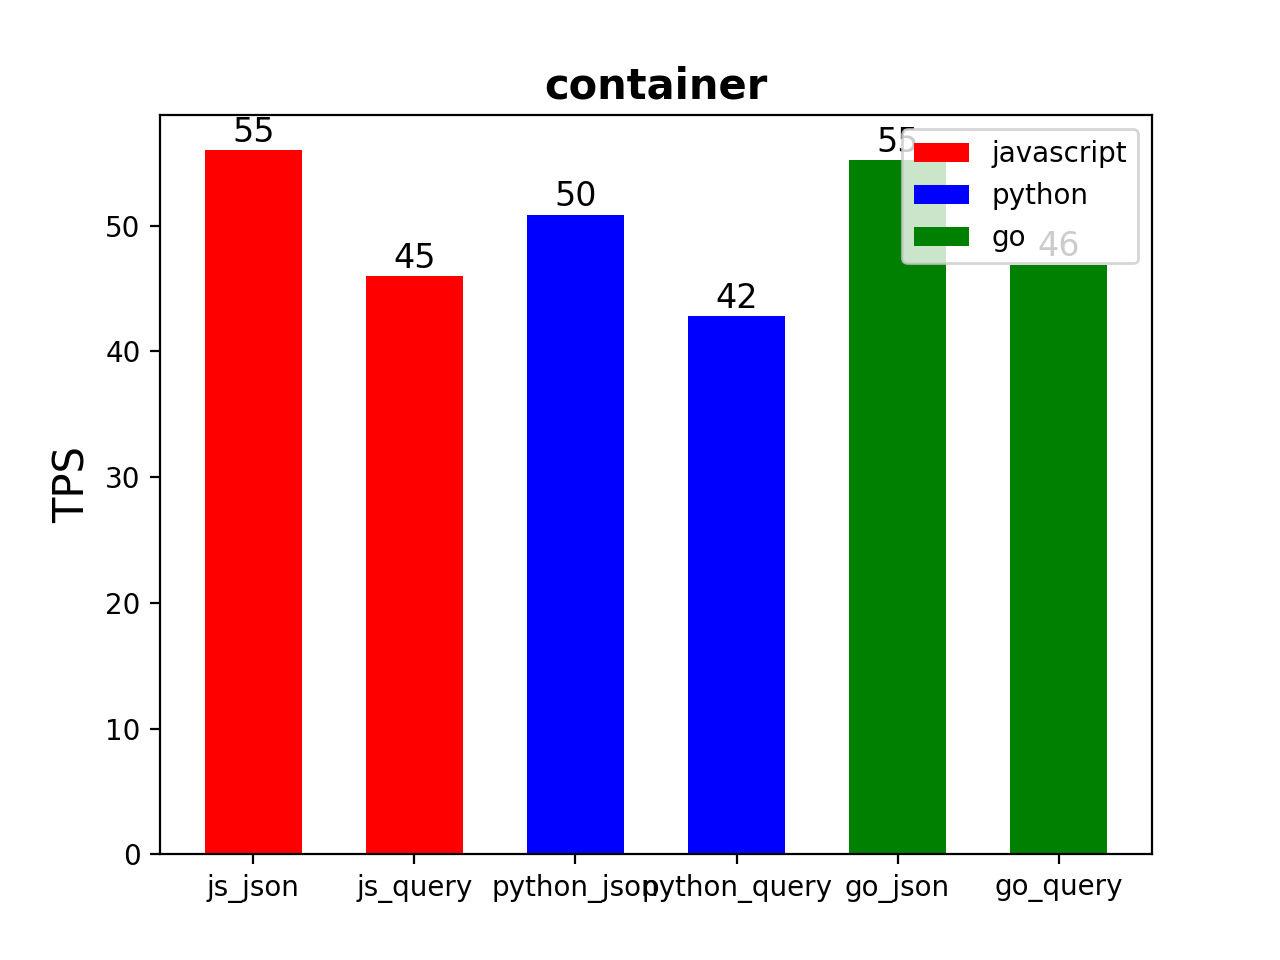 container
55
45
50
42
55
46
javascript
python
go
TPS
50
40
30
20
10
0
js_json
js_query
python_json
python_query
go_json
go_query